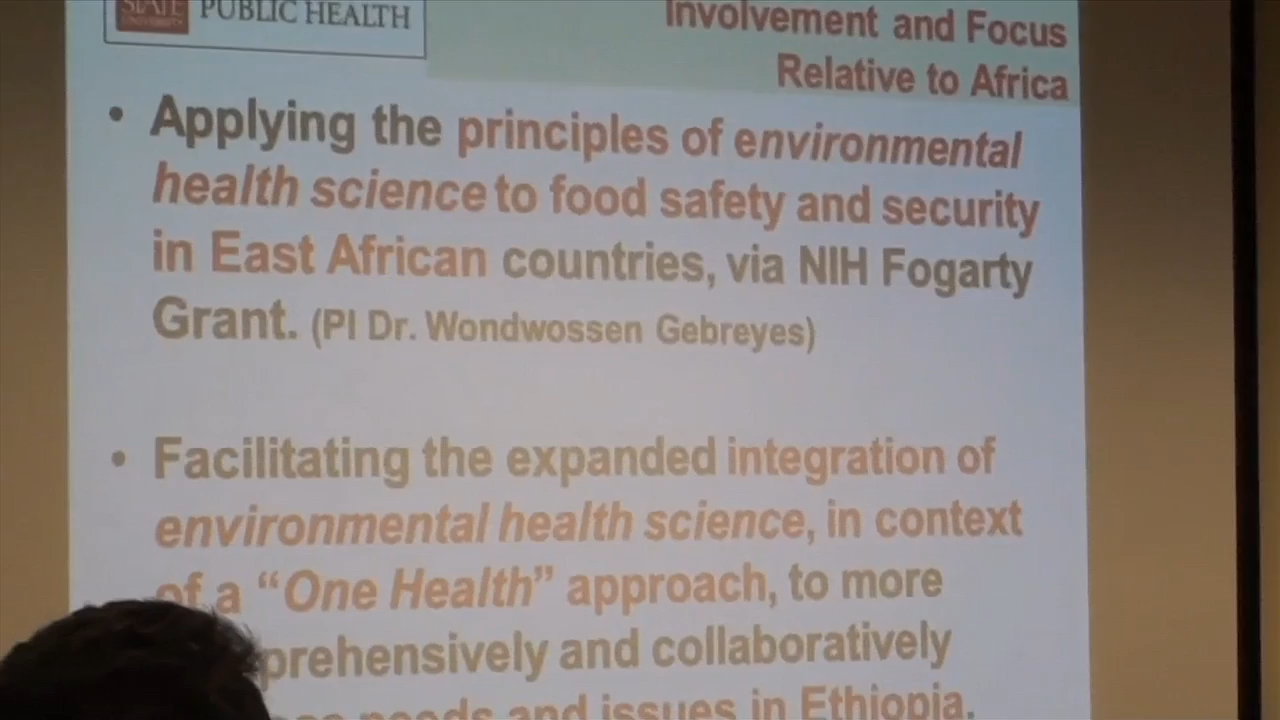 STATE
UNIVERSITY
PUBLIC HEALTH
Involvement and Focus
Relative to Africa
• Applying the principles of environmental
health science to food safety and security
in East African countries, via NIH Fogarty
Grant. (PI Dr. Wondwossen Gebreyes)
• Facilitating the expanded integration of
environmental health science, in context
of a “One Health” approach, to more
prehensively and collaboratively
needs and issues in Ethiopia.